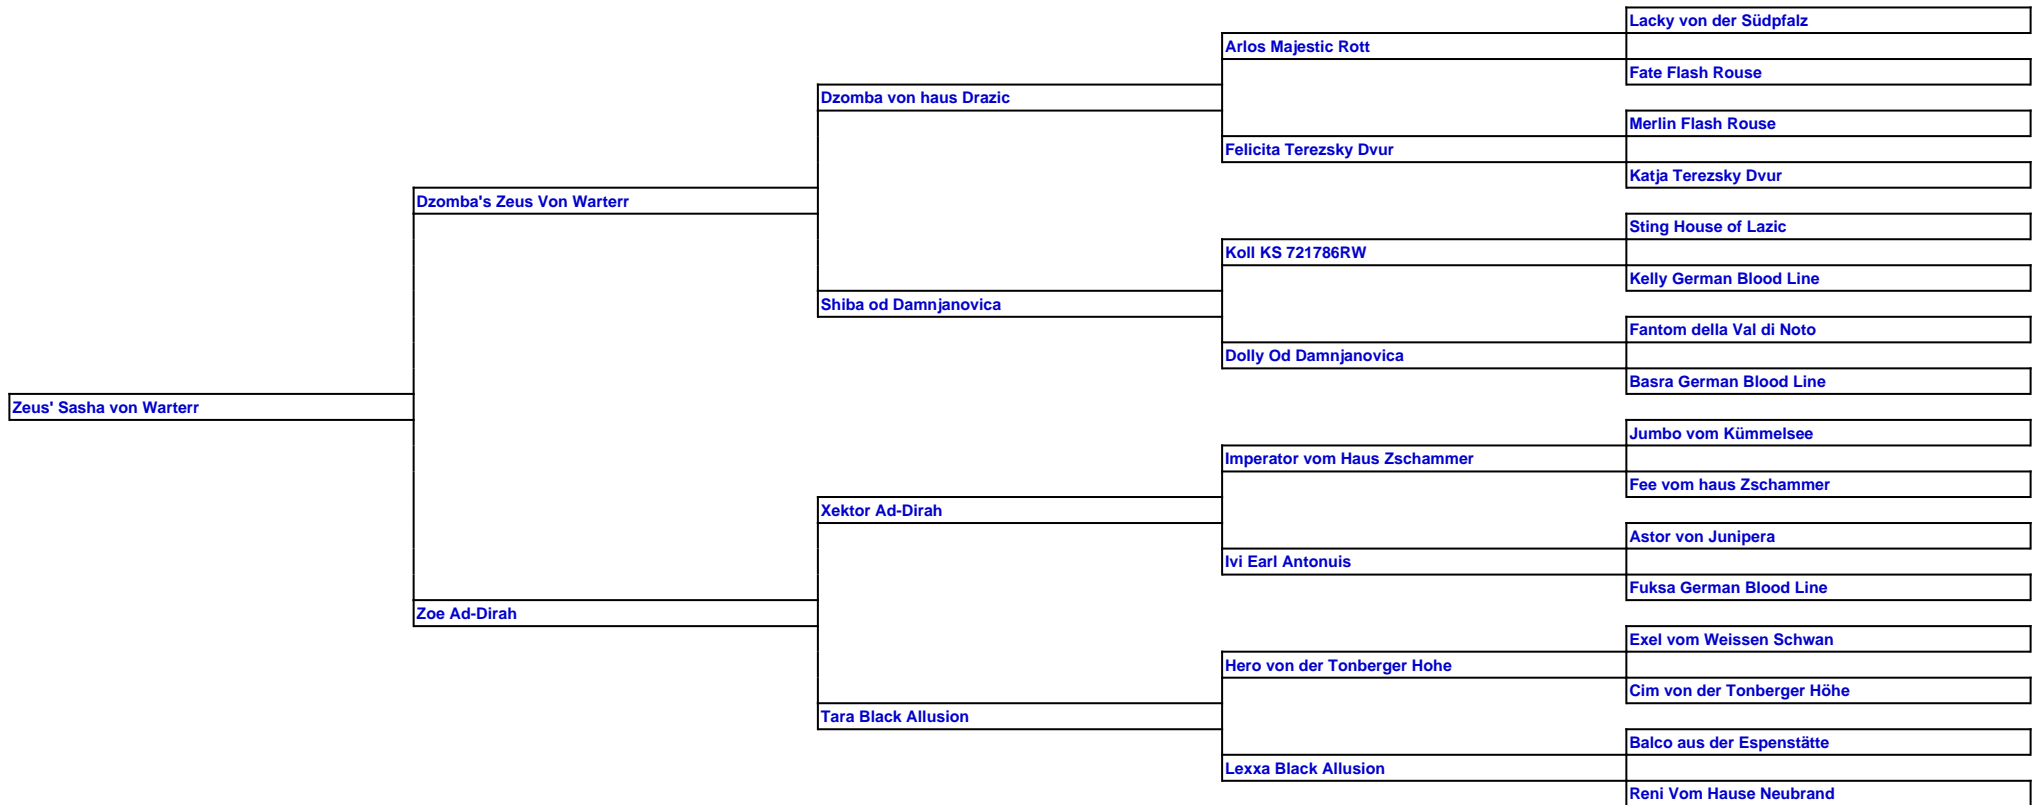 Lacky von der Südpfalz
Arlos Majestic Rott
Fate Flash Rouse
Dzomba von haus Drazic
Merlin Flash Rouse
Felicita Terezsky Dvur
Katja Terezsky Dvur
Dzomba's Zeus Von Warterr
Sting House of Lazic
Koll KS 721786RW
Kelly German Blood Line
Shiba od Damnjanovica
Fantom della Val di Noto
Dolly Od Damnjanovica
Basra German Blood Line
Zeus' Sasha von Warterr
Jumbo vom Kümmelsee
Imperator vom Haus Zschammer
Fee vom haus Zschammer
Xektor Ad-Dirah
Astor von Junipera
Ivi Earl Antonuis
Fuksa German Blood Line
Zoe Ad-Dirah
Exel vom Weissen Schwan
Hero von der Tonberger Hohe
Cim von der Tonberger Höhe
Tara Black Allusion
Balco aus der Espenstätte
Lexxa Black Allusion
Reni Vom Hause Neubrand